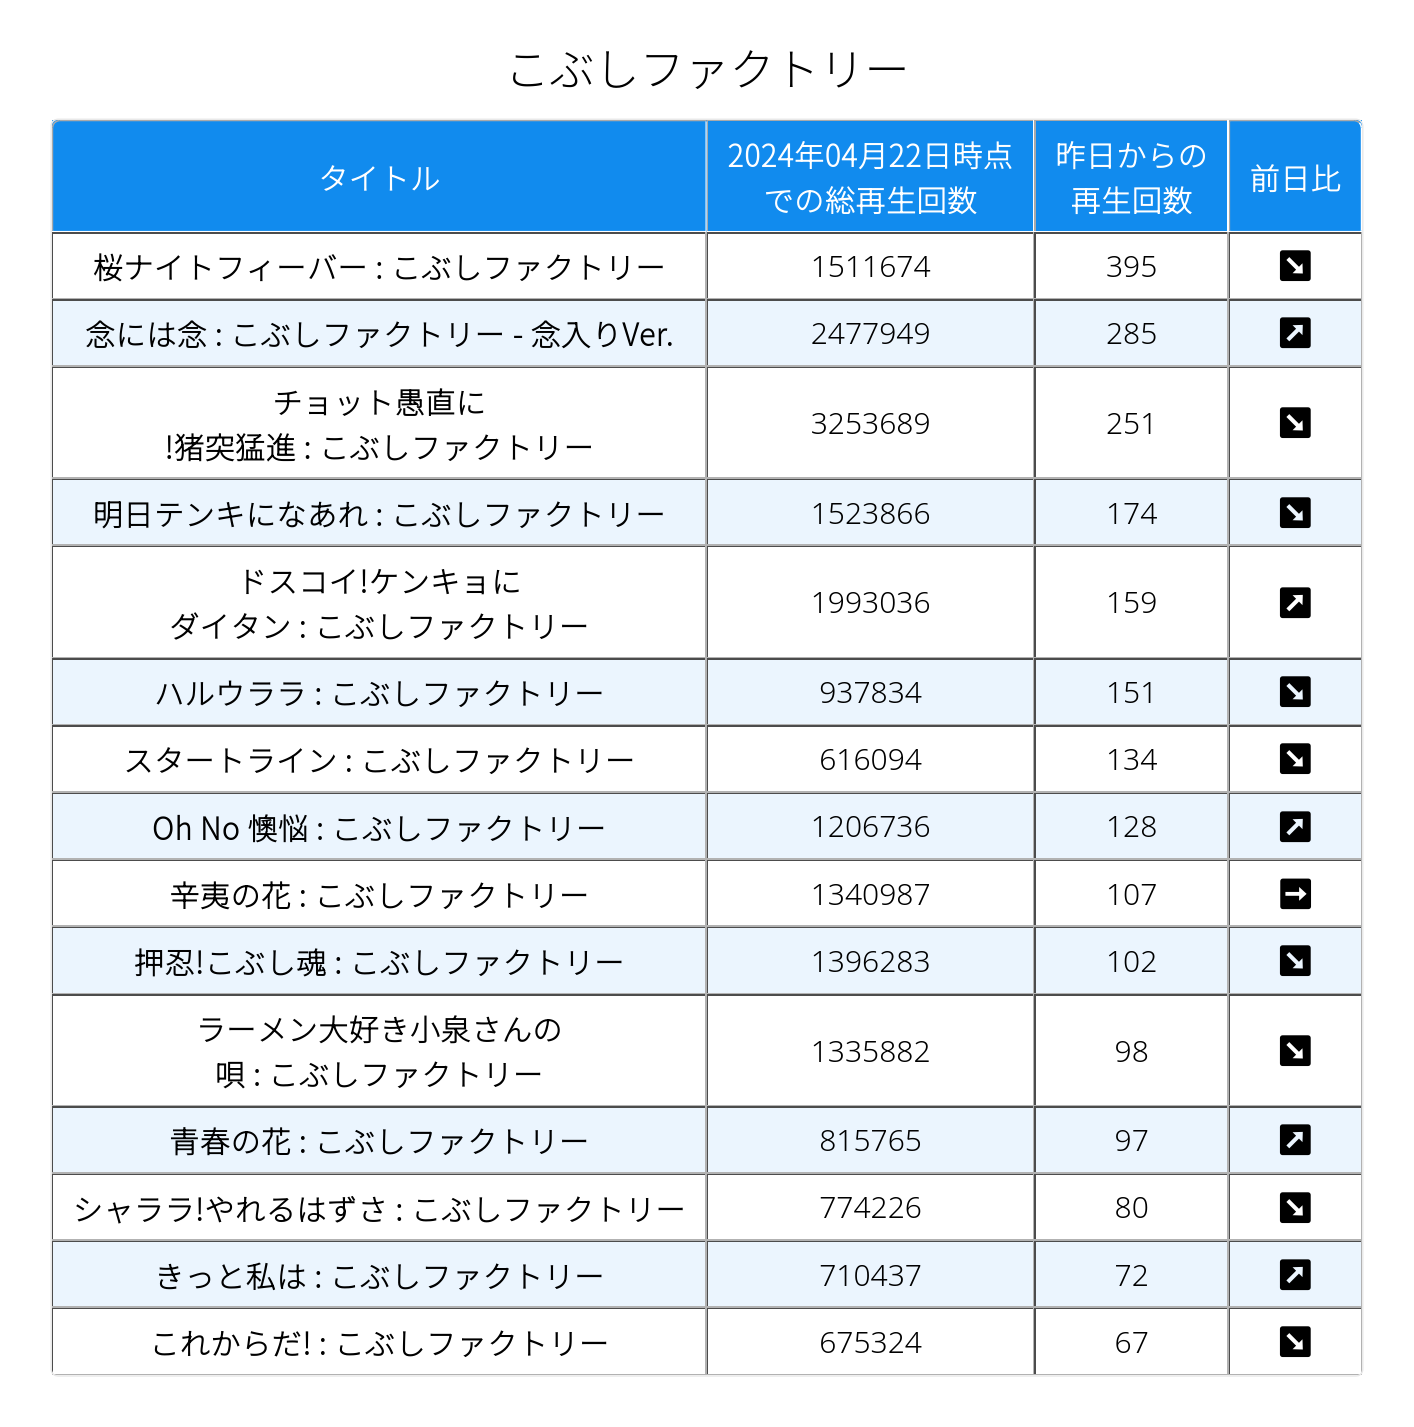 こぶしファクトリー
タイトル
2024年04月22日時点
での総再生回数
昨日からの
再生回数
前日比
桜ナイトフィーバー : こぶしファクトリー 1511674 395 ↘
念には念 : こぶしファクトリー - 念入りVer. 2477949 285 ↗
チョット愚直に
!猪突猛進 : こぶしファクトリー
3253689 251 ↘
明日テンキになあれ : こぶしファクトリー 1523866 174 ↘
ドスコイ!ケンキョに
ダイタン : こぶしファクトリー
1993036 159 ↗
ハルウララ : こぶしファクトリー 937834 151 ↘
スタートライン : こぶしファクトリー 616094 134 ↘
Oh No 懊悩 : こぶしファクトリー 1206736 128 ↗
辛夷の花 : こぶしファクトリー 1340987 107 →
押忍!こぶし魂 : こぶしファクトリー 1396283 102 ↘
ラーメン大好き小泉さんの
唄 : こぶしファクトリー
1335882 98 ↘
青春の花 : こぶしファクトリー 815765 97 ↗
シャララ!やれるはずさ : こぶしファクトリー 774226 80 ↘
きっと私は : こぶしファクトリー 710437 72 ↗
これからだ! : こぶしファクトリー 675324 67 ↘